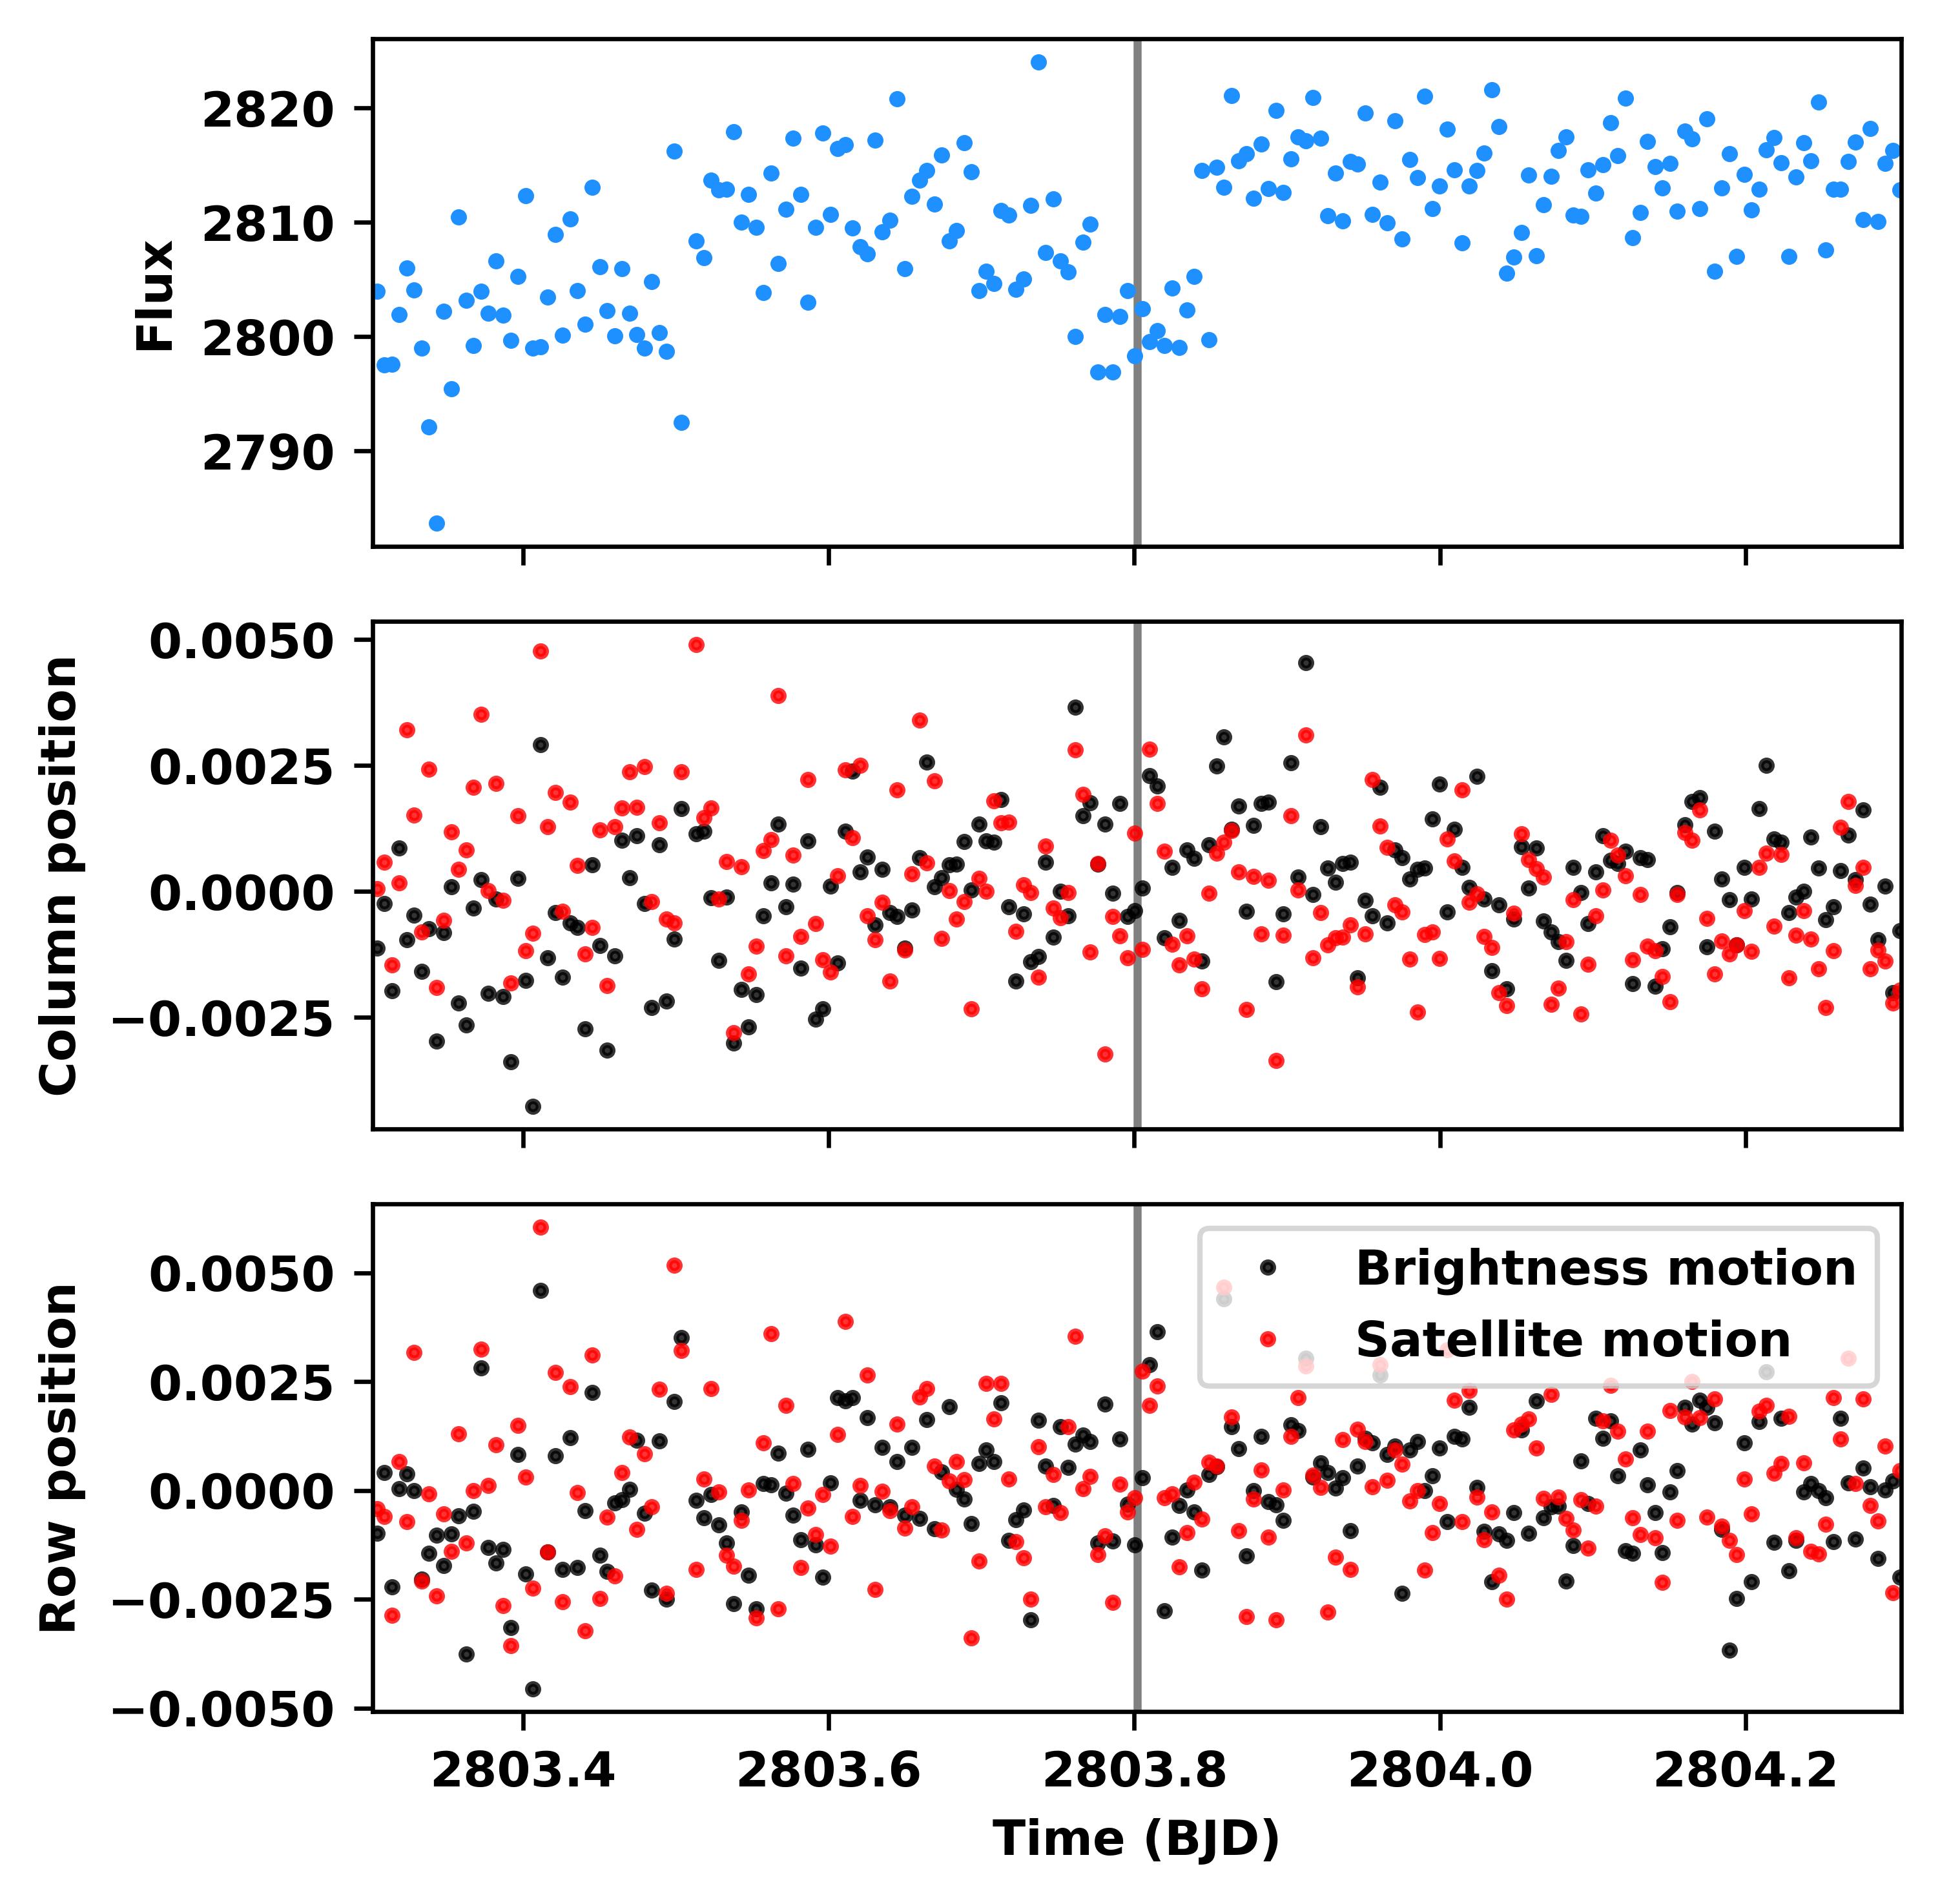 2820
2810
2800
2790
Flux
0.0050
0.0025
0.0000
−0.0025
Column position
0.0050
0.0025
0.0000
−0.0025
−0.0050
Row position
Brightness motion
Satellite motion
2803.4 2803.6 2803.8 2804.0 2804.2
Time (BJD)